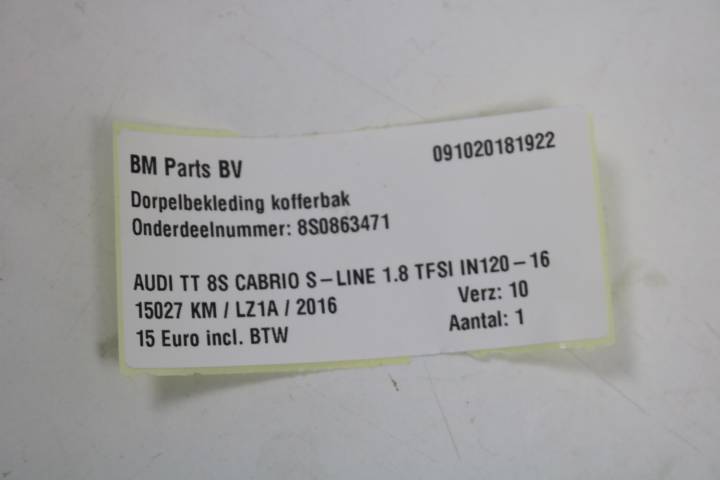 BM Parts BV 091020181922
Dorpelbekleding kofferbak
Onderdeelnummer: 8S0863471
AUDI TT 8S CABRIO S-LINE 1.8 TFSI IN120-16
15027 KM / LZ1A / 2016 Verz: 10
15 Euro incl. BTW Aantal: 1